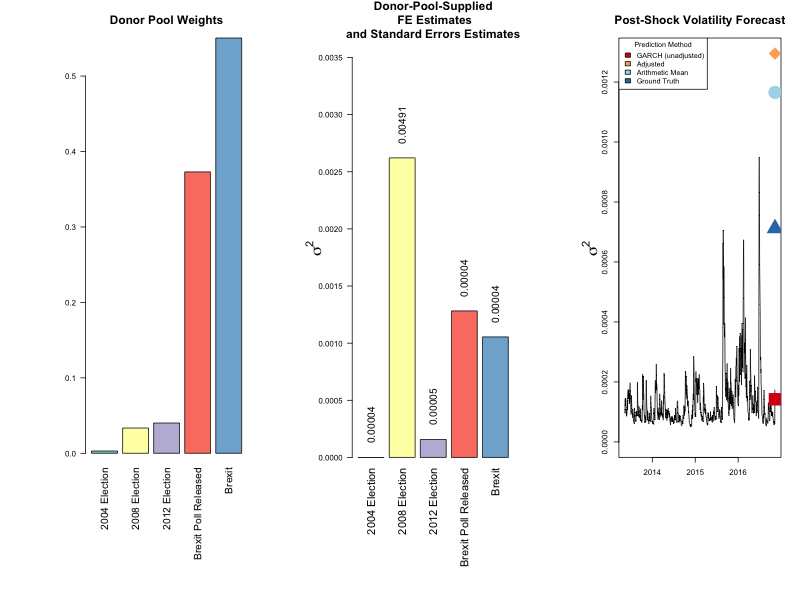 Donor Pool Weights
0.0
0.1
0.2
0.3
0.4
0.5
2004 Election
2008 Election
2012 Election
Brexit Poll Released
Brexit
Donor-Pool-Supplied
FE Estimates
and Standard Errors Estimates
σ2
0.0000
0.0005
0.0010
0.0015
0.0020
0.0025
0.0030
0.0035
0.00004
0.00491
0.00005
0.00004
0.00004
2004 Election
2008 Election
2012 Election
Brexit Poll Released
Brexit
Post-Shock Volatility Forecast
Prediction Method
GARCH (unadjusted)
Adjusted
Arithmetic Mean
Ground Truth
σ2
0.0000
0.0002
0.0004
0.0006
0.0008
0.0010
0.0012
2014
2015
2016